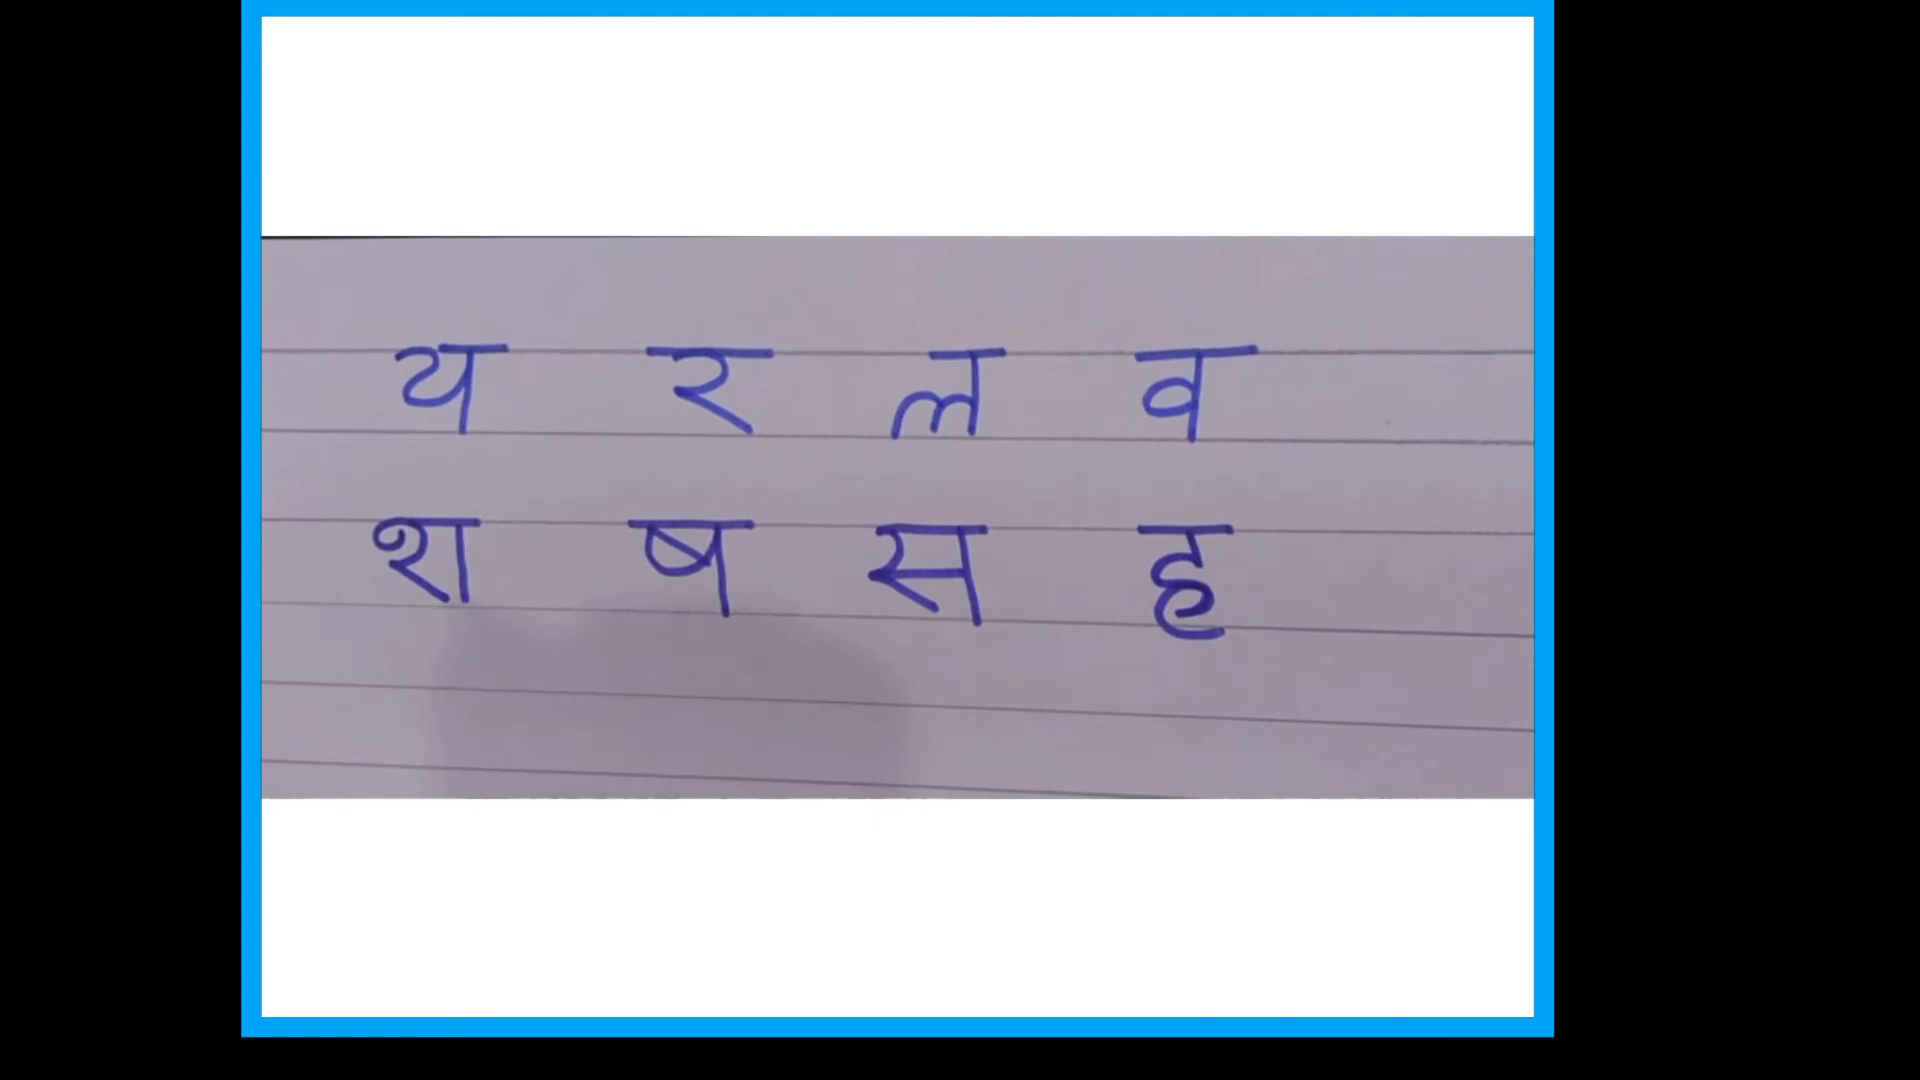 य र ल व
श ष स ह